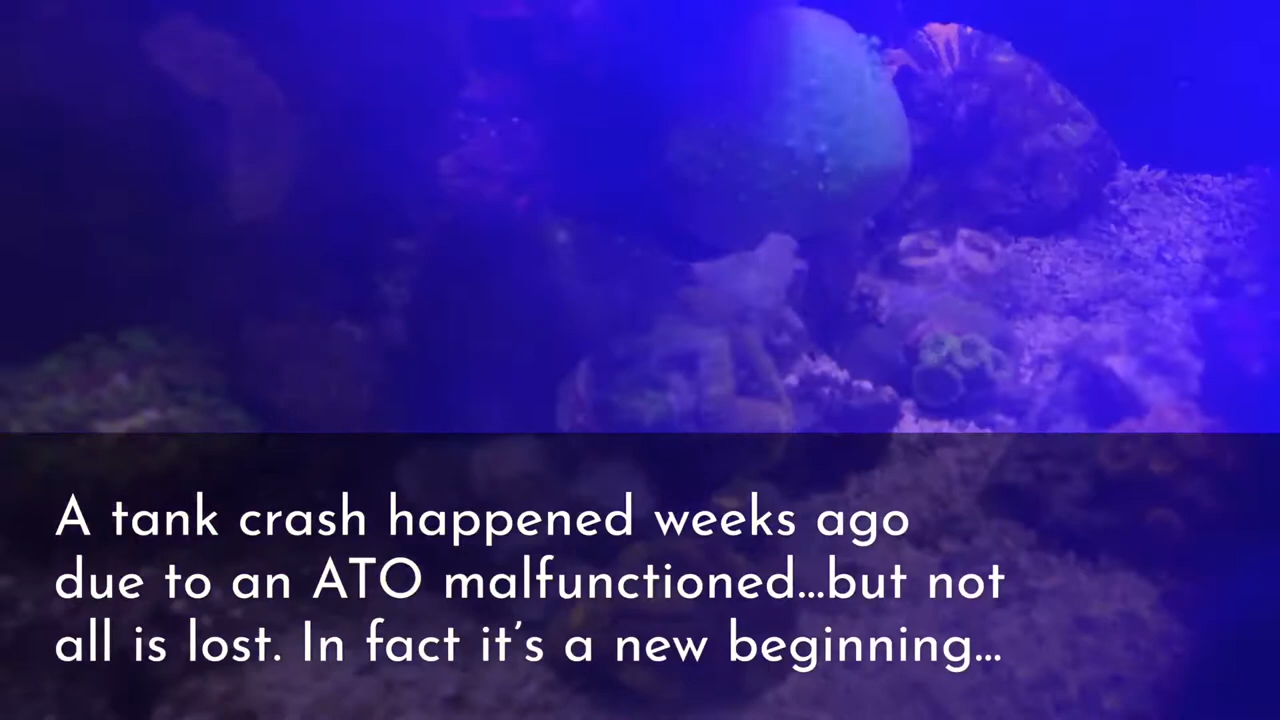 A tank crash happened weeks ago
due to an ATO malfunctioned...but not
all is lost. In fact it’s a new beginning...